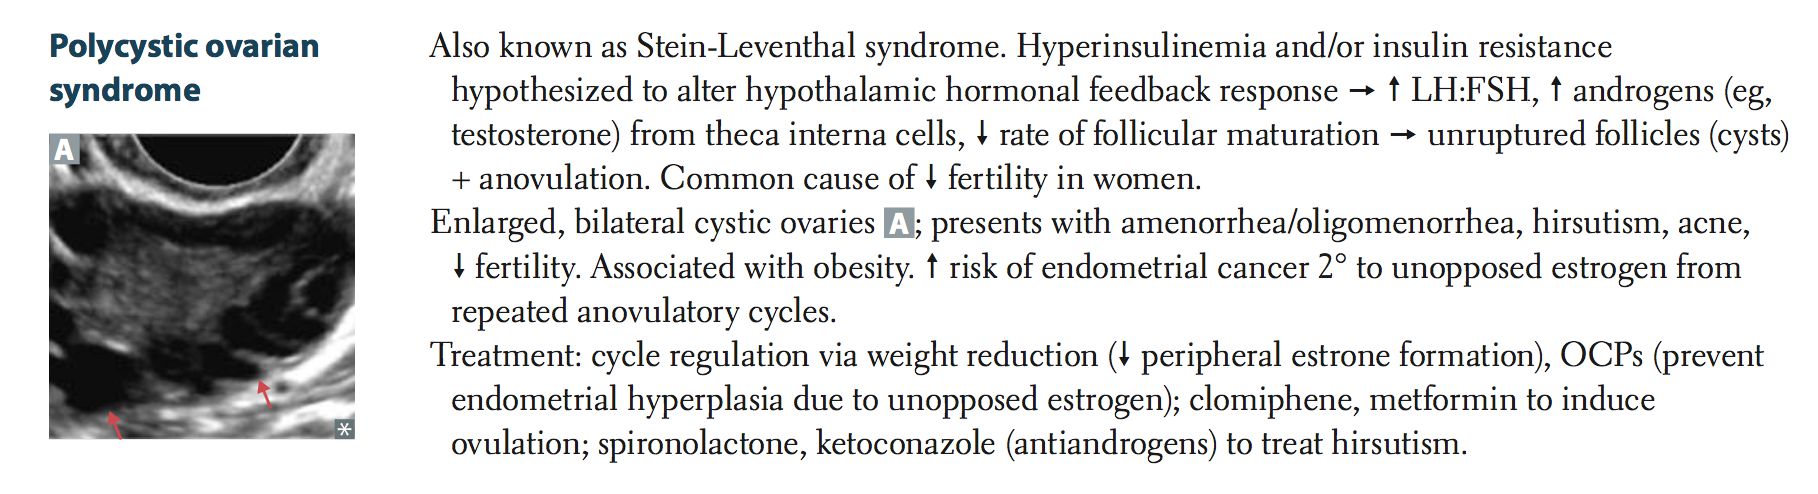 Polycystic ovarian
syndrome
A
*
Also known as Stein-Leventhal syndrome. Hyperinsulinemia and/or insulin resistance
hypothesized to alter hypothalamic hormonal feedback response → ↑ LH:FSH, ↑ androgens (eg,
testosterone) from theca interna cells, ↓ rate of follicular maturation → unruptured follicles (cysts)
+ anovulation. Common cause of ↓ fertility in women.
Enlarged, bilateral cystic ovaries A; presents with amenorrhea/oligomenorrhea, hirsutism, acne,
↓ fertility. Associated with obesity. ↑ risk of endometrial cancer 2° to unopposed estrogen from
repeated anovulatory cycles.
Treatment: cycle regulation via weight reduction (↓ peripheral estrone formation), OCPs (prevent
endometrial hyperplasia due to unopposed estrogen); clomiphene, metformin to induce
ovulation; spironolactone, ketoconazole (antiandrogens) to treat hirsutism.